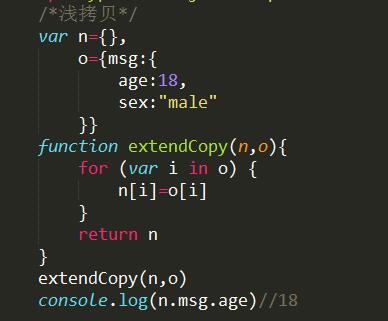 /*浅拷贝*/
var n={},
o={msg:{
age:18,
sex:"male"
}}
function extendCopy(n,o){
for (var i in o) {
n[i]=o[i]
}
return n
}
extendCopy(n,o)
console.log(n.msg.age)//18